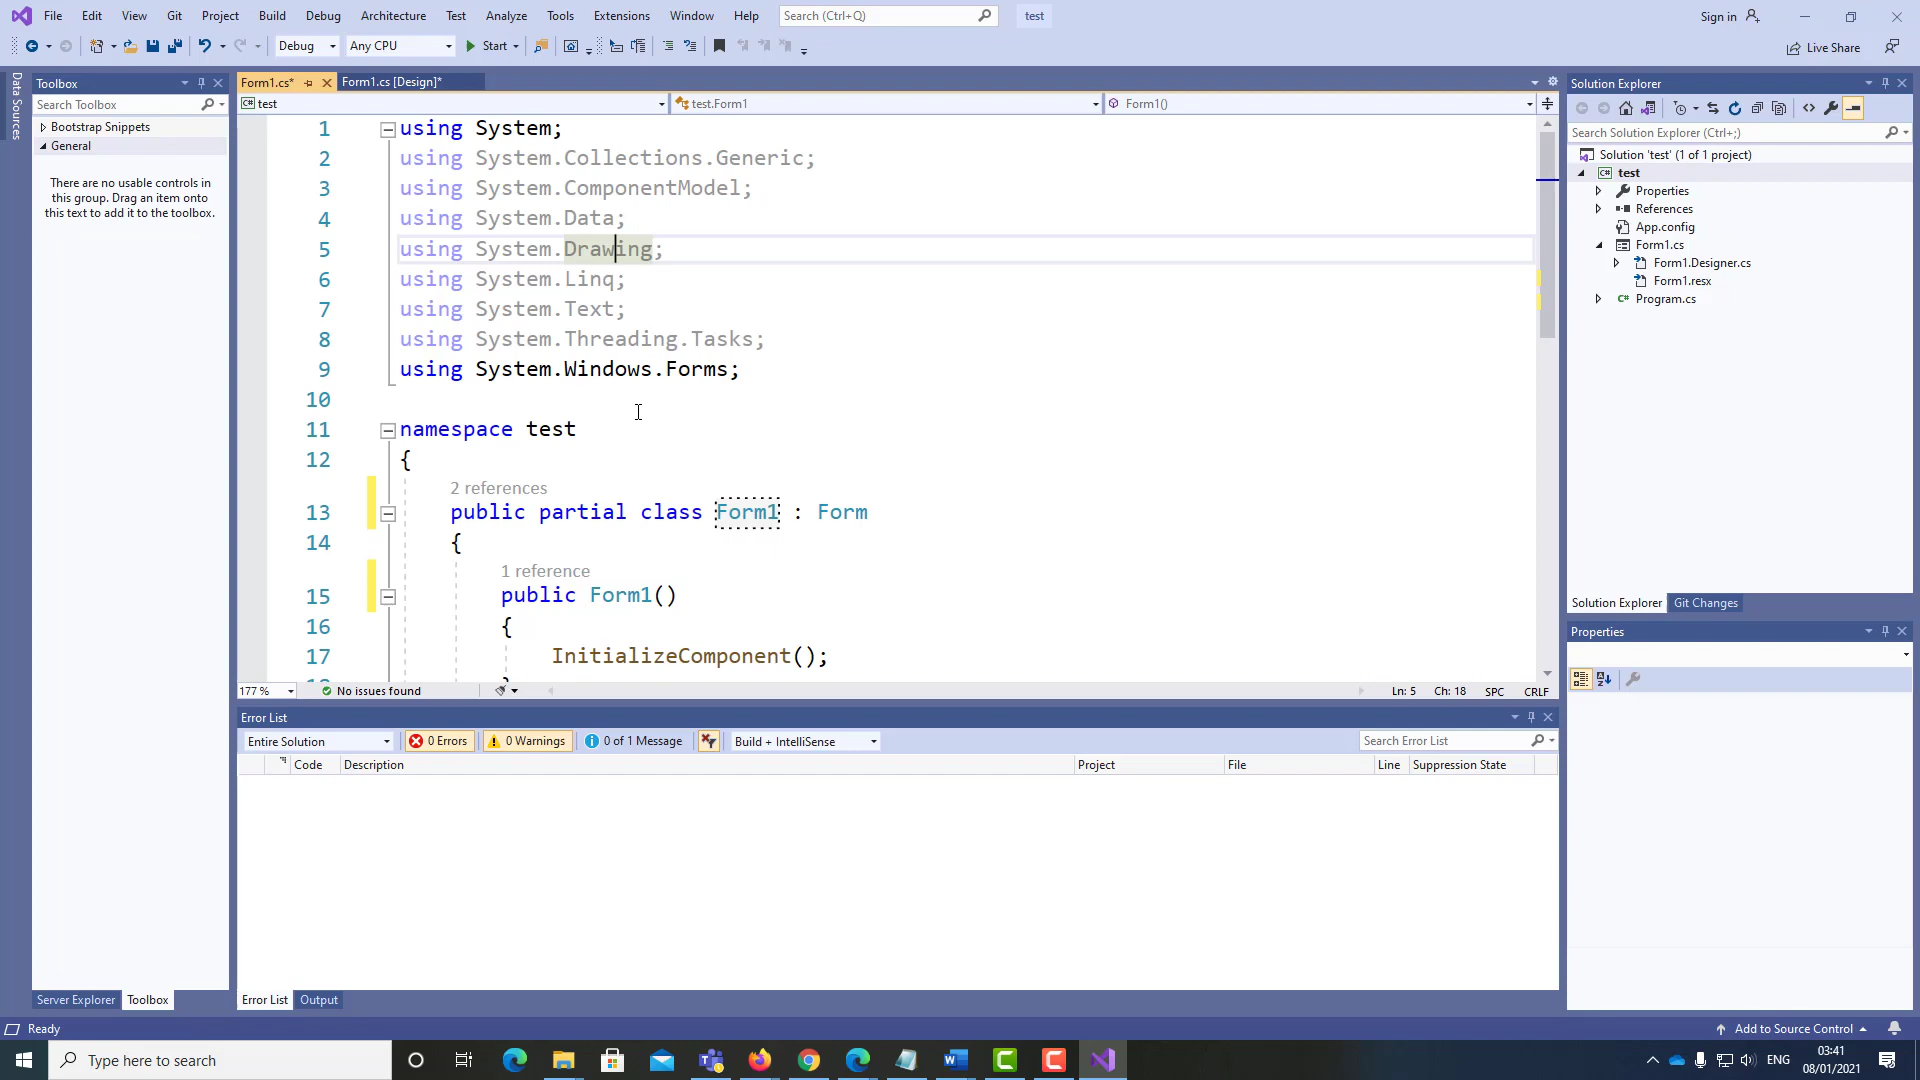 File Edit View Git Project Build Debug Architecture Test Analyze Tools Extensions Window Help Search (Ctrl+Q) test Sign in
Debug Any CPU Start Live Share
Data Sources
Toolbox
Search Toolbox
Bootstrap Snippets
General
There are no usable controls in
this group. Drag an item onto
this text to add it to the toolbox.
Server Explorer Toolbox
Form1.cs* Form1.cs [Design]*
C# test test.Form1 Form1()
1 using System;
2 using System.Collections.Generic;
3 using System.ComponentModel;
4 using System.Data;
5 using System.Drawing;
6 using System.Linq;
7 using System.Text;
8 using System.Threading.Tasks;
9 using System.Windows.Forms;
10
11 namespace test
12 {
2 references
13 public partial class Form1 : Form
14 {
1 reference
15 public Form1()
16 {
17 InitializeComponent();
177 % No issues found Ln: 5 Ch: 18 SPC CRLF
Error List
Entire Solution 0 Errors 0 Warnings 0 of 1 Message Build + IntelliSense Search Error List
Code Description Project File Line Suppression State
Error List Output
Solution Explorer
Search Solution Explorer (Ctrl+;)
Solution 'test' (1 of 1 project)
C# test
Properties
References
App.config
Form1.cs
Form1.Designer.cs
Form1.resx
C# Program.cs
Solution Explorer Git Changes
Properties
Ready Add to Source Control
Type here to search ENG 03:41
08/01/2021